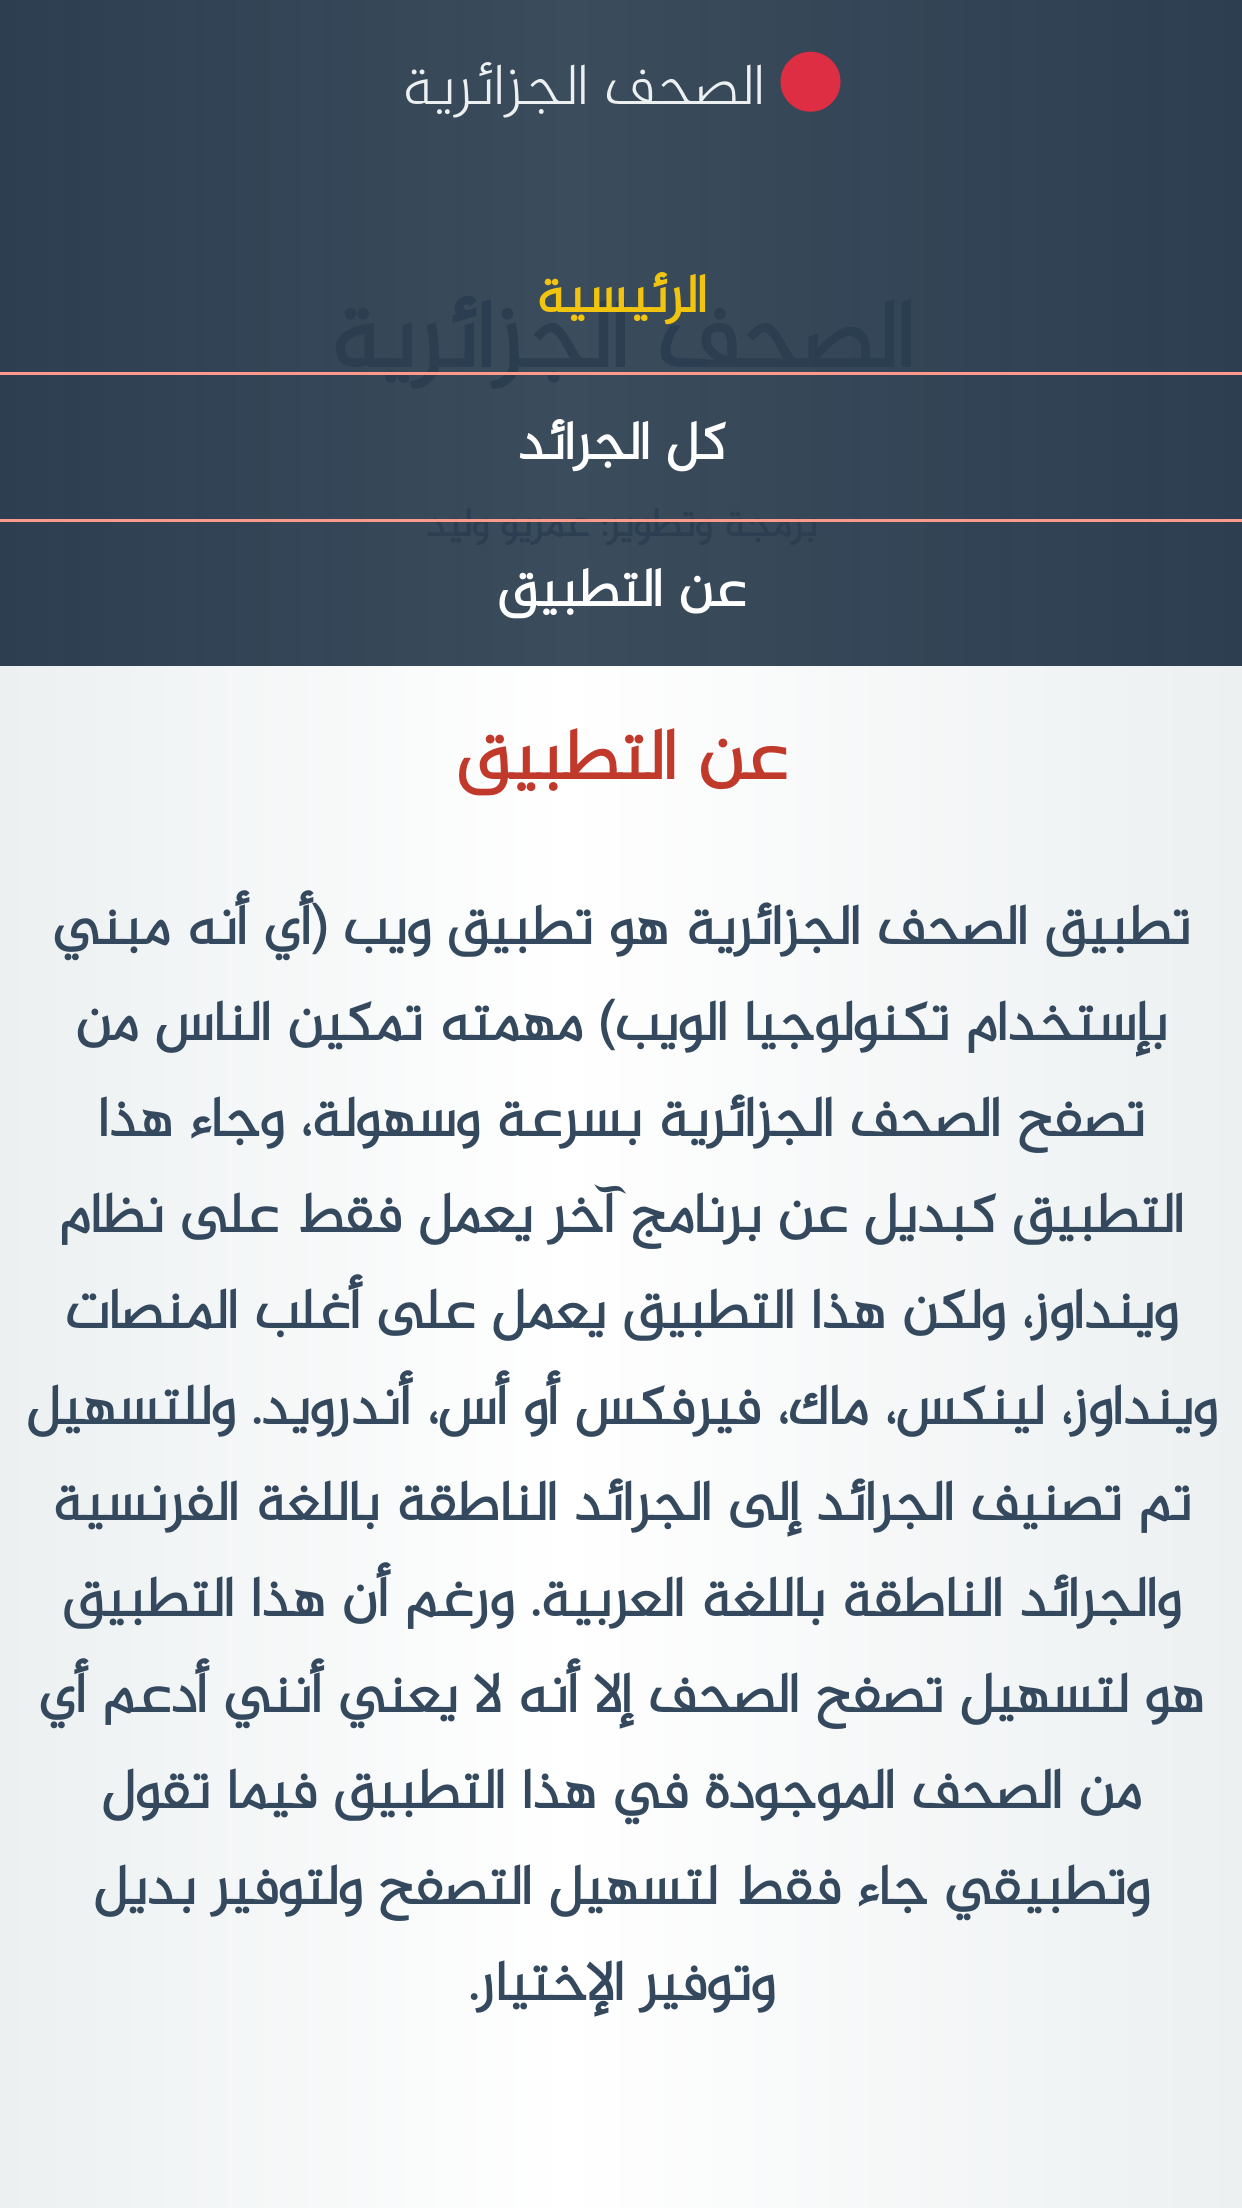 الصحف الجزائرية
الرئيسية
الصحف الجزائرية
كل الجرائد
برمجة وتطوير: عمريو وليد
عن التطبيق
عن التطبيق
تطبيق الصحف الجزائرية هو تطبيق ويب (أي أنه مبني
بإستخدام تكنولوجيا الويب) مهمته تمكين الناس من
تصفح الصحف الجزائرية بسرعة وسهولة، وجاء هذا
التطبيق كبديل عن برنامج آخر يعمل فقط على نظام
وينداوز، ولكن هذا التطبيق يعمل على أغلب المنصات
وينداوز، لينكس، ماك، فيرفكس أو أس، أندرويد. وللتسهيل
تم تصنيف الجرائد إلى الجرائد الناطقة باللغة الفرنسية
والجرائد الناطقة باللغة العربية. ورغم أن هذا التطبيق
هو لتسهيل تصفح الصحف إلا أنه لا يعني أنني أدعم أي
من الصحف الموجودة في هذا التطبيق فيما تقول
وتطبيقي جاء فقط لتسهيل التصفح ولتوفير بديل
وتوفير الإختيار.